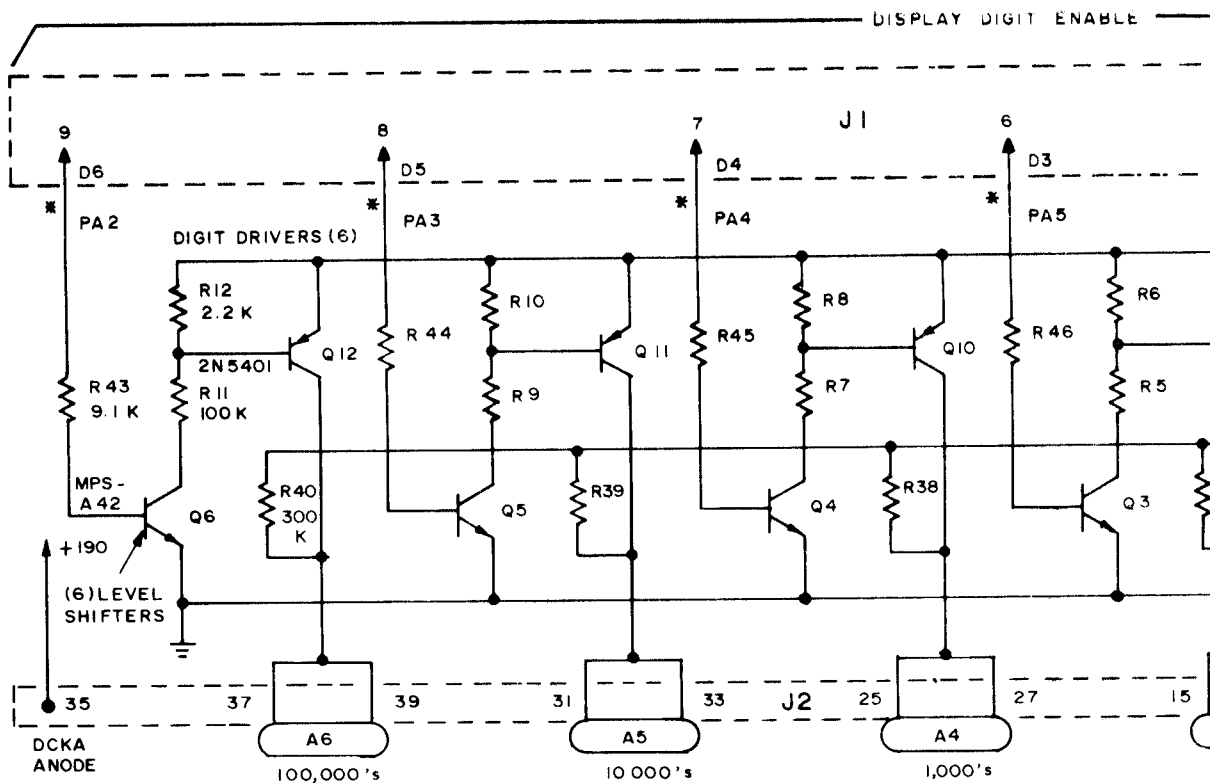 DISPLAY DIGIT ENABLE
J1
9
8
7
6
D6
D5
D4
D3
*
*
*
*
PA2
PA3
PA4
PA5
DIGIT DRIVERS (6)
R12
2.2 K
R10
R8
R6
R44
R45
R46
2N5401
Q12
Q11
Q10
R43
9.1 K
R11
100K
R9
R7
R5
MPS-
A42
Q6
R40
300
K
Q5
R39
Q4
R38
Q3
+190
(6) LEVEL
SHIFTERS
35
37
39
31
33
J2
25
27
15
DCKA
ANODE
A6
A5
A4
100,000's
10 000's
1,000's